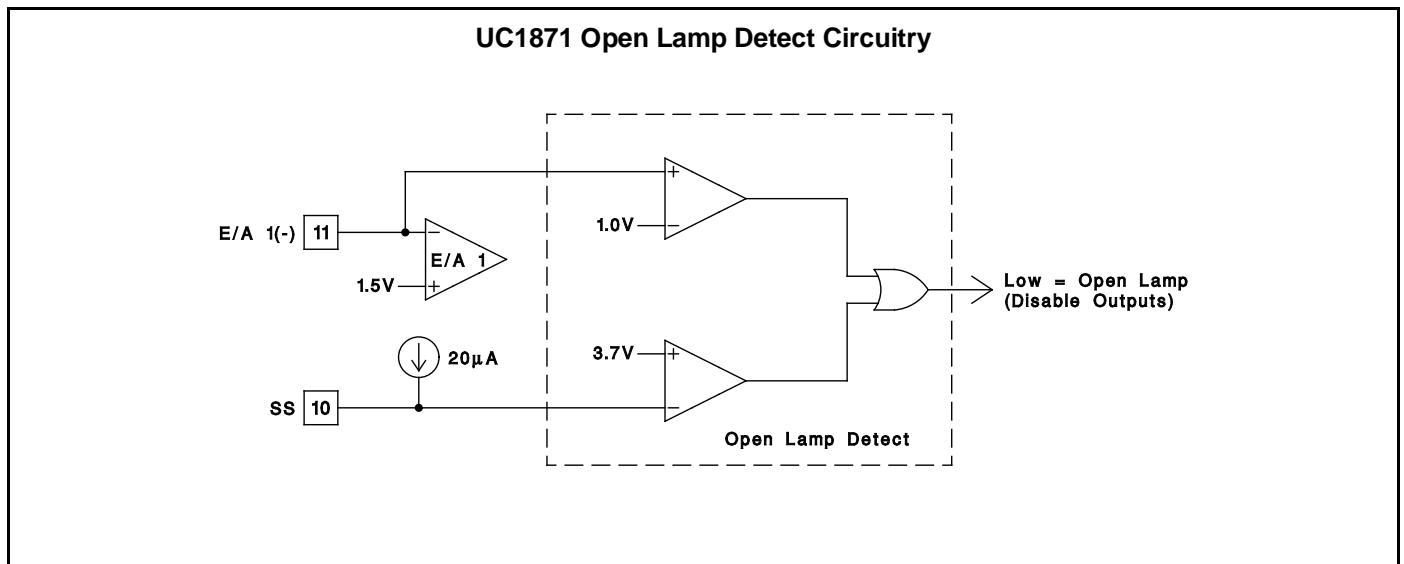 UC1871 Open Lamp Detect Circuitry
+
1.0V
−
E/A 1(-) 11
−
E/A 1
1.5V
+
Low = Open Lamp
(Disable Outputs)
20µA
3.7V
+
SS 10
−
Open Lamp Detect